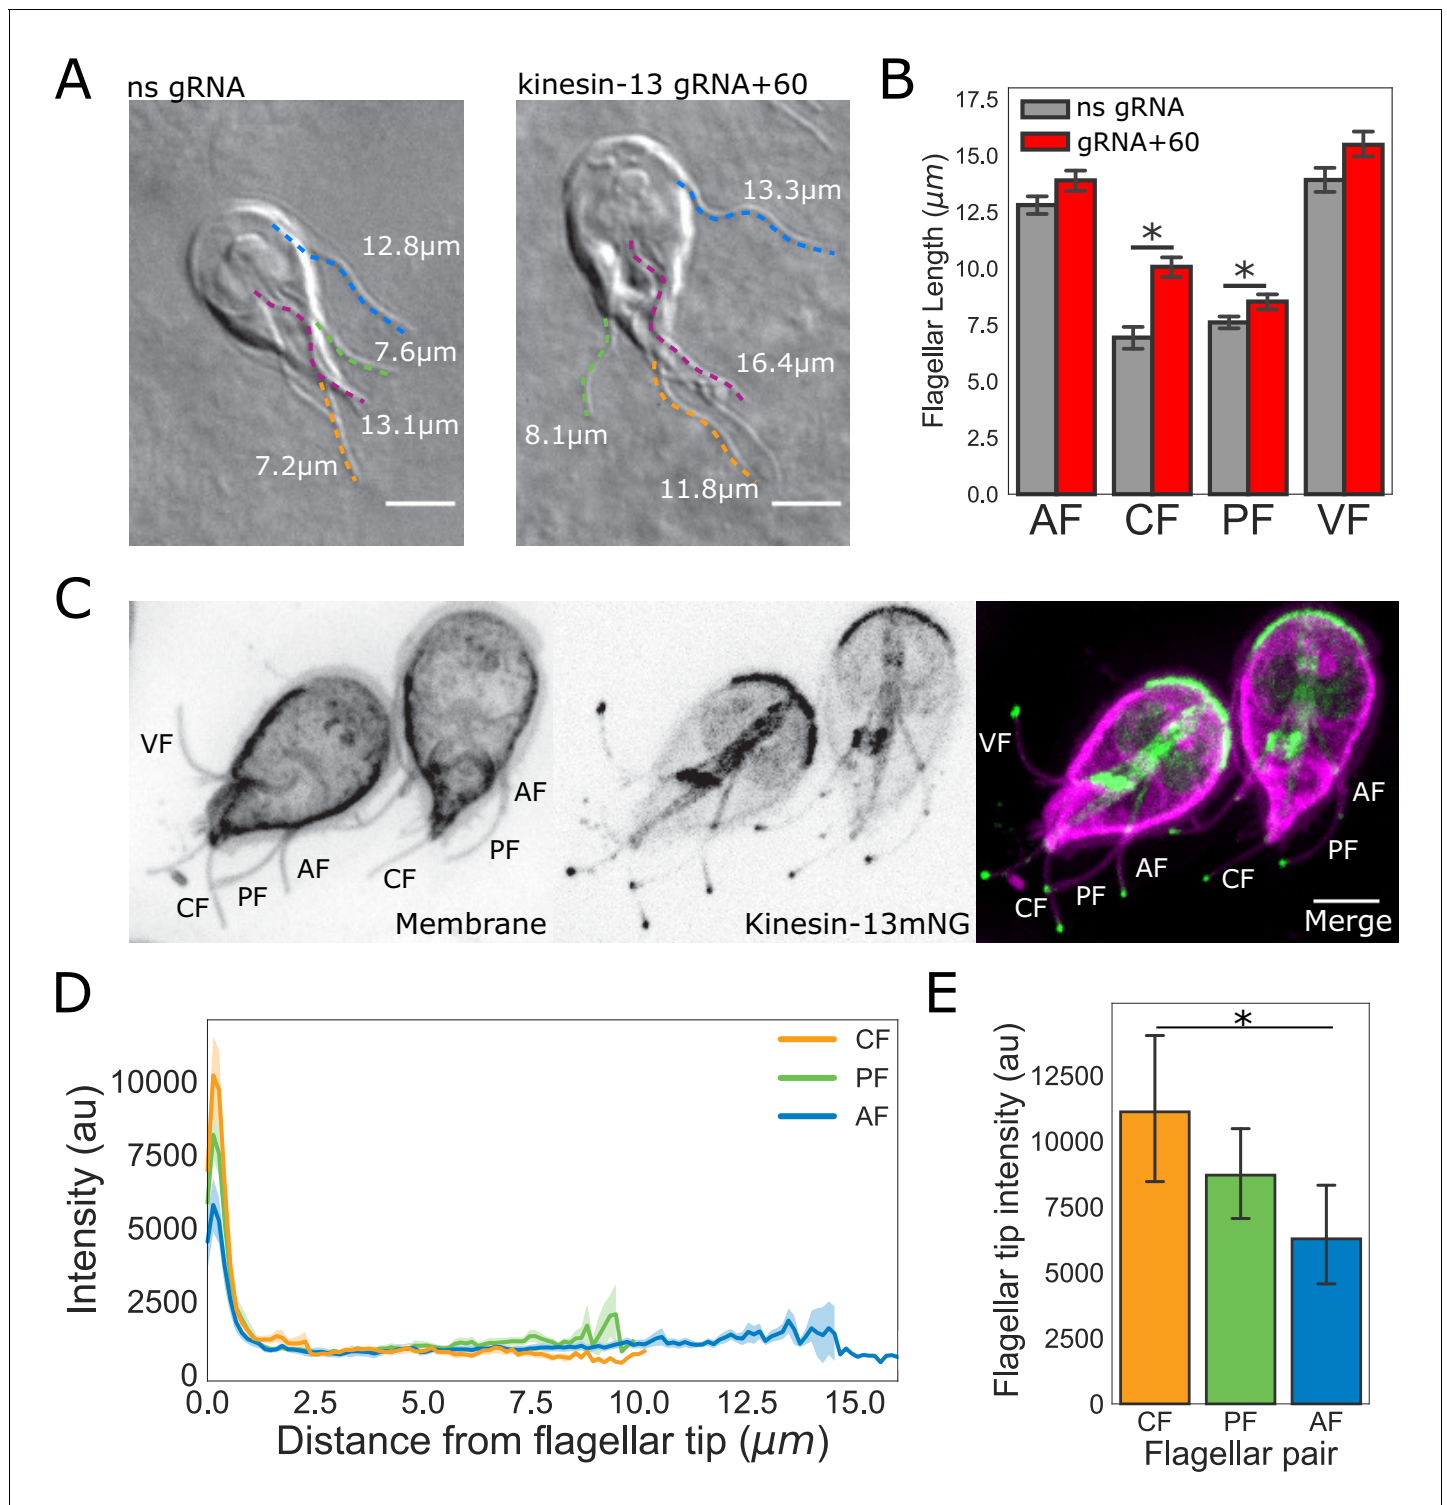 A
ns gRNA
kinesin-13 gRNA+60
12.8µm
7.6µm
13.1µm
7.2µm
13.3µm
16.4µm
8.1µm
11.8µm
B
17.5
15.0
12.5
10.0
7.5
5.0
2.5
0.0
Flagellar Length (µm)
ns gRNA
gRNA+60
*
*
AF
CF
PF
VF
C
VF
CF
PF
AF
CF
PF
AF
Membrane
Kinesin-13mNG
VF
CF
PF
AF
CF
PF
AF
Merge
D
10000
7500
5000
2500
0
Intensity (au)
CF
PF
AF
0.0
2.5
5.0
7.5
10.0
12.5
15.0
Distance from flagellar tip (µm)
E
12500
10000
7500
5000
2500
0
Flagellar tip intensity (au)
*
CF
PF
AF
Flagellar pair